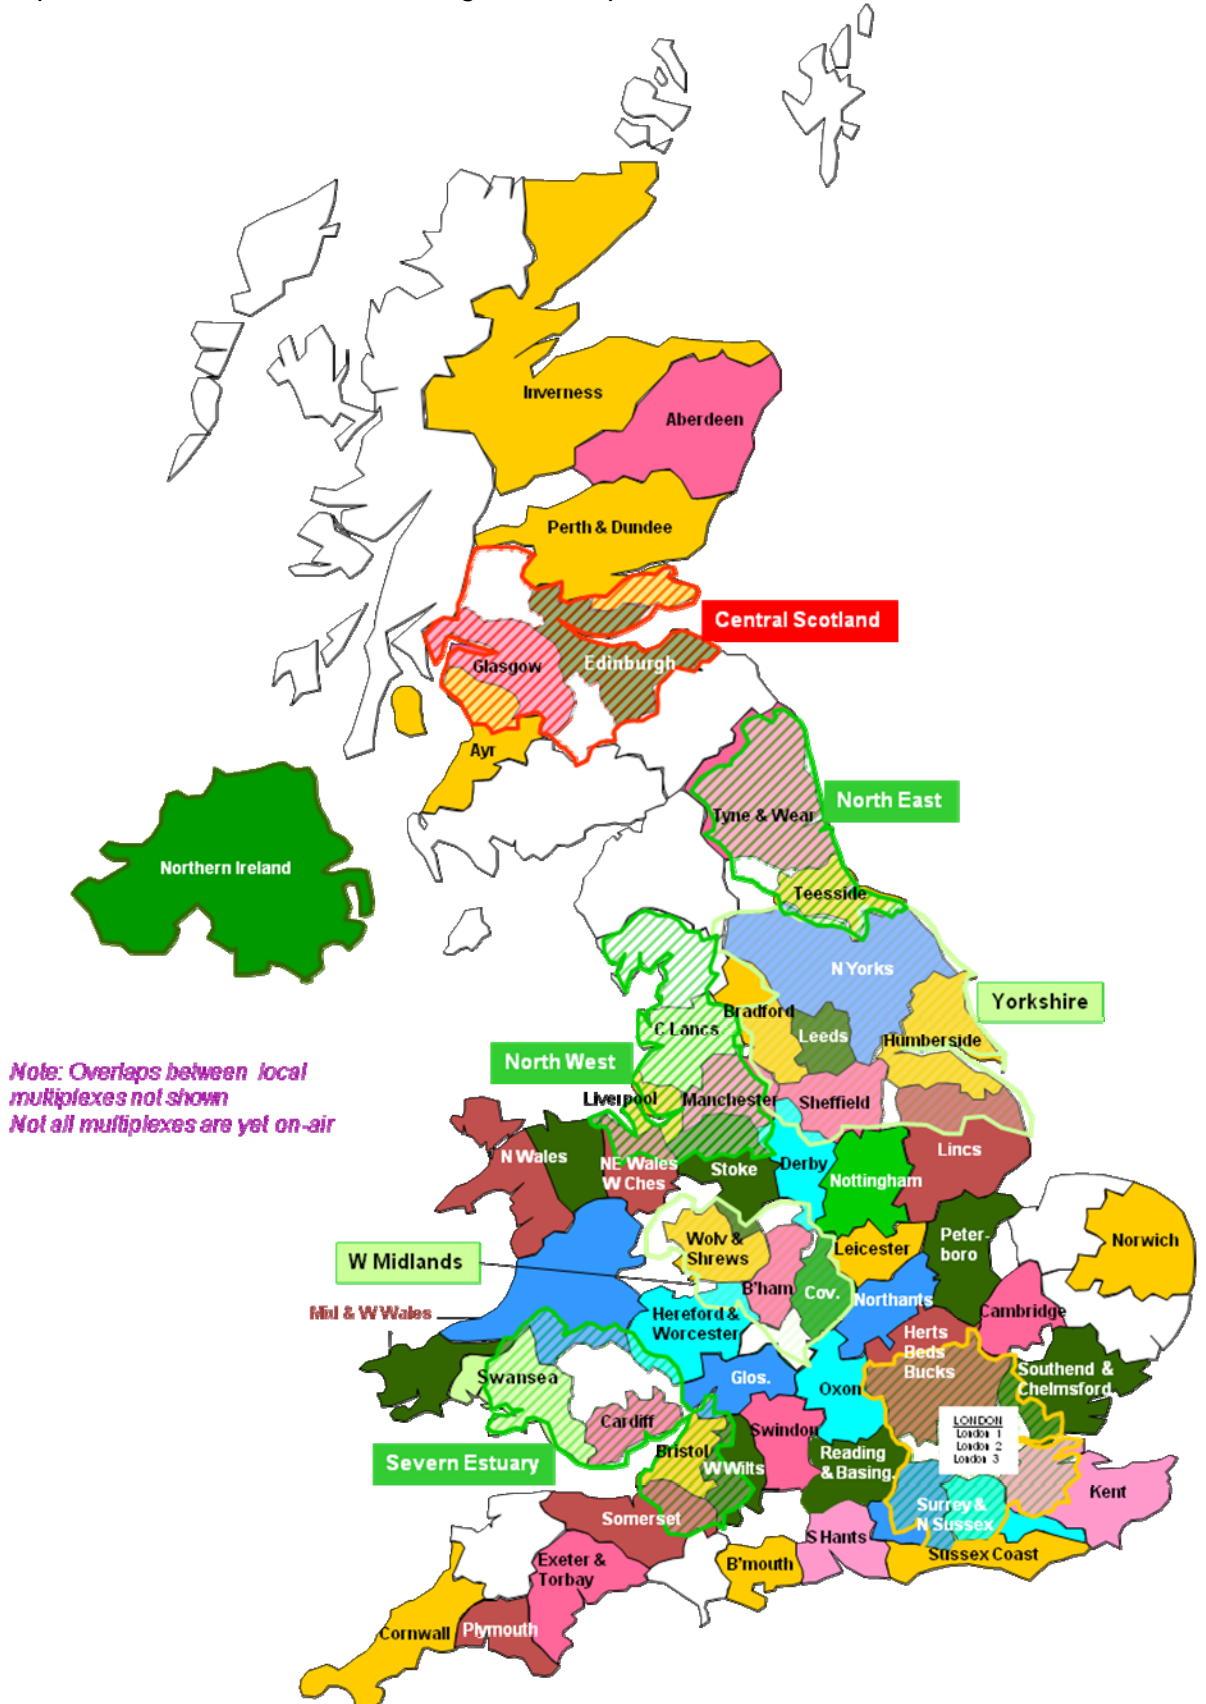 Inverness
Aberdeen
Perth & Dundee
Central Scotland
Glasgow
Edinburgh
Ayr
North East
Tyne & Wear
Northern Ireland
Teesside
N Yorks
Yorkshire
Bradford
C Lancs
Leeds
Humberside
North West
Note: Overlaps between local
multiplexes not shown
Not all multiplexes are yet on-air
Liverpool
Manchester
Sheffield
N Wales
NE Wales
W Ches
Stoke
Derby
Nottingham
Lincs
Wolv &
Shrews
Leicester
Peter-
boro
Norwich
W Midlands
B'ham
Cov.
Northants
Cambridge
Mid & W Wales
Hereford &
Worcester
Herts
Beds
Bucks
Swansea
Glos.
Oxon
Southend &
Chelmsford
Cardiff
Swindon
LONDON
London 1
London 2
London 3
Severn Estuary
Bristol
W Wilts
Reading
& Basing.
Kent
Surrey &
N Sussex
Somerset
S Hants
Sussex Coast
Exeter &
Torbay
B'mouth
Cornwall
Plymouth